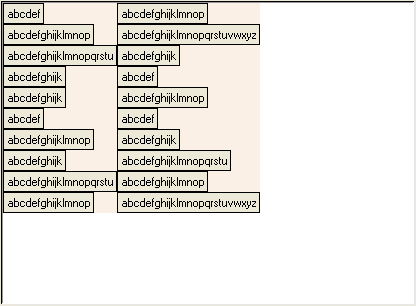 abcdef abcdefghijklmnop
abcdefghijklmnop abcdefghijklmnopqrstuvwxyz
abcdefghijklmnopqrstu abcdefghijk
abcdefghijk abcdef
abcdefghijk abcdefghijklmnop
abcdef abcdef
abcdefghijklmnop abcdefghijk
abcdefghijk abcdefghijklmnopqrstu
abcdefghijklmnopqrstu abcdefghijklmnop
abcdefghijklmnop abcdefghijklmnopqrstuvwxyz